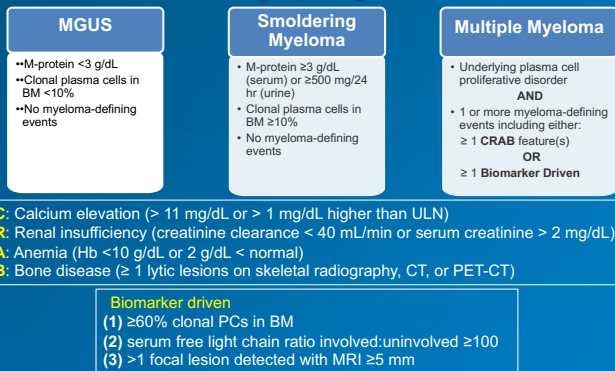 MGUS
••M-protein <3 g/dL
••Clonal plasma cells in
BM <10%
••No myeloma-defining
events
Smoldering
Myeloma
• M-protein ≥3 g/dL
(serum) or ≥500 mg/24
hr (urine)
• Clonal plasma cells in
BM ≥10%
• No myeloma-defining
events
Multiple Myeloma
• Underlying plasma cell
proliferative disorder
AND
• 1 or more myeloma-defining
events including either:
≥ 1 CRAB feature(s)
OR
≥ 1 Biomarker Driven
C: Calcium elevation (> 11 mg/dL or > 1 mg/dL higher than ULN)
R: Renal insufficiency (creatinine clearance < 40 mL/min or serum creatinine > 2 mg/dL)
A: Anemia (Hb <10 g/dL or 2 g/dL < normal)
B: Bone disease (≥ 1 lytic lesions on skeletal radiography, CT, or PET-CT)
Biomarker driven
(1) ≥60% clonal PCs in BM
(2) serum free light chain ratio involved:uninvolved ≥100
(3) >1 focal lesion detected with MRI ≥5 mm